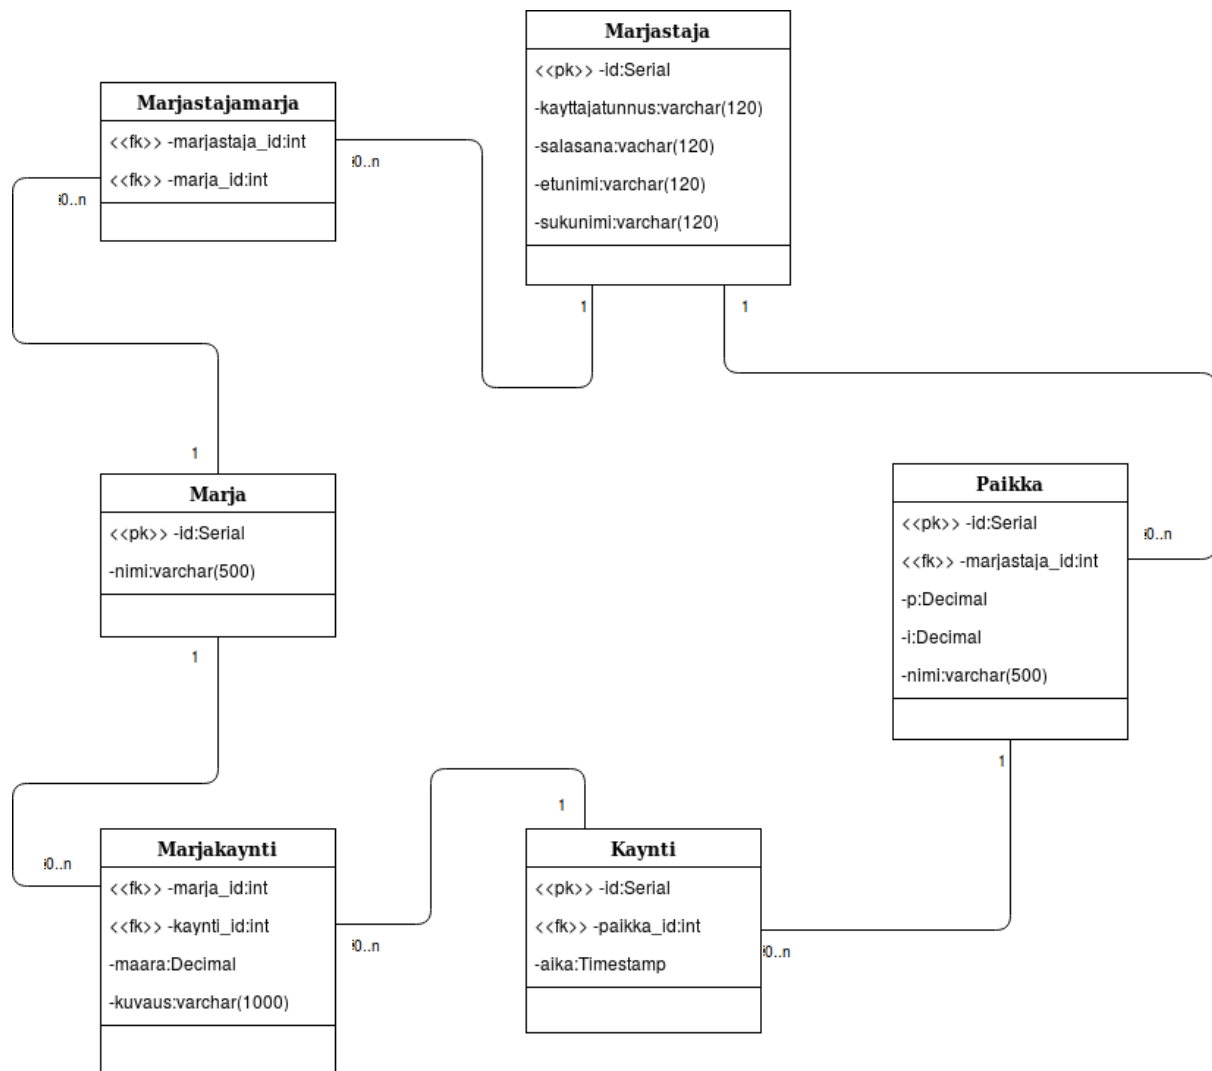 Marjastaja
<<pk>> -id:Serial
-kayttajatunnus:varchar(120)
-salasana:vachar(120)
-etunimi:varchar(120)
-sukunimi:varchar(120)
1
1
Marjastajamarja
<<fk>> -marjastaja_id:int
<<fk>> -marja_id:int
0..n
0..n
1
Marja
<<pk>> -id:Serial
-nimi:varchar(500)
1
Paikka
<<pk>> -id:Serial
<<fk>> -marjastaja_id:int
-p:Decimal
-i:Decimal
-nimi:varchar(500)
0..n
1
Marjakaynti
<<fk>> -marja_id:int
<<fk>> -kaynti_id:int
-maara:Decimal
-kuvaus:varchar(1000)
0..n
0..n
1
Kaynti
<<pk>> -id:Serial
<<fk>> -paikka_id:int
-aika:Timestamp
0..n